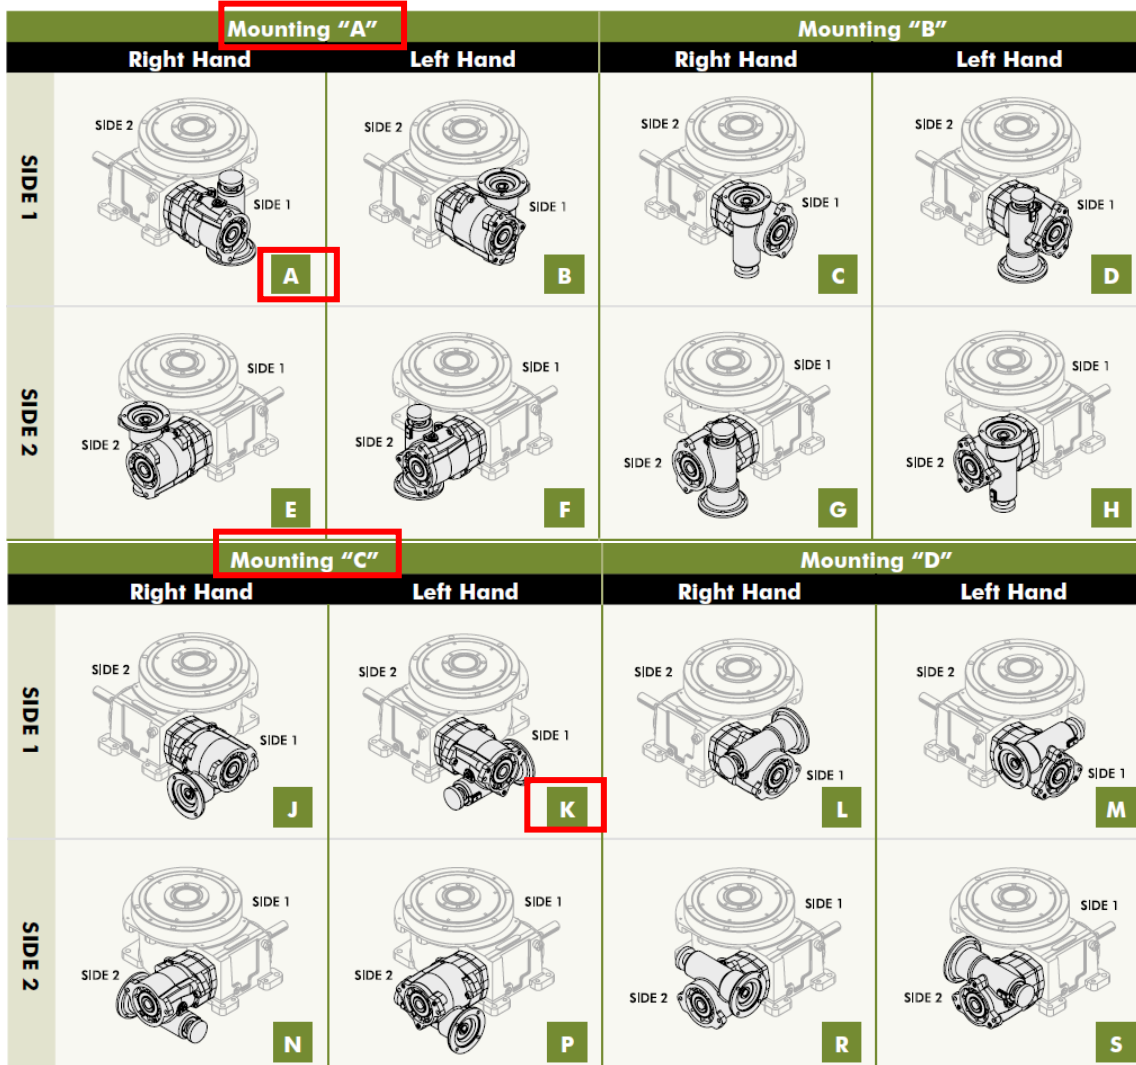 Mounting “A” Mounting “B”
Right Hand Left Hand Right Hand Left Hand
SIDE 1
SIDE 2 SIDE 1 A
SIDE 2 SIDE 1 B
SIDE 2 SIDE 1 C
SIDE 2 SIDE 1 D
SIDE 2
SIDE 1 SIDE 2 E
SIDE 1 SIDE 2 F
SIDE 1 SIDE 2 G
SIDE 1 SIDE 2 H
Mounting “C” Mounting “D”
Right Hand Left Hand Right Hand Left Hand
SIDE 1
SIDE 2 SIDE 1 J
SIDE 2 SIDE 1 K
SIDE 2 SIDE 1 L
SIDE 2 SIDE 1 M
SIDE 2
SIDE 1 SIDE 2 N
SIDE 1 SIDE 2 P
SIDE 1 SIDE 2 R
SIDE 1 SIDE 2 S